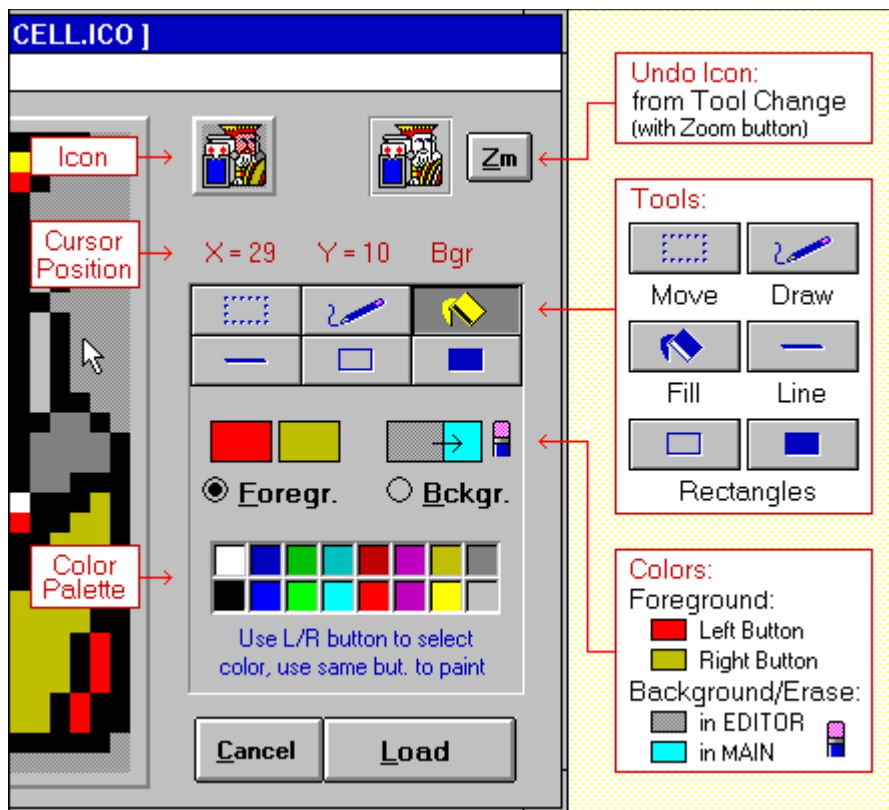 CELL.ICO ]
Undo Icon:
from Tool Change
(with Zoom button)
Icon
Zm
Tools:
Cursor
Position
X = 29 Y = 10 Bgr
Move Draw
Fill Line
Rectangles
Foregr. Bckgr.
Color
Palette
Use L/R button to select
color, use same but. to paint
Colors:
Foreground:
Left Button
Right Button
Background/Erase:
in EDITOR
in MAIN
Cancel Load